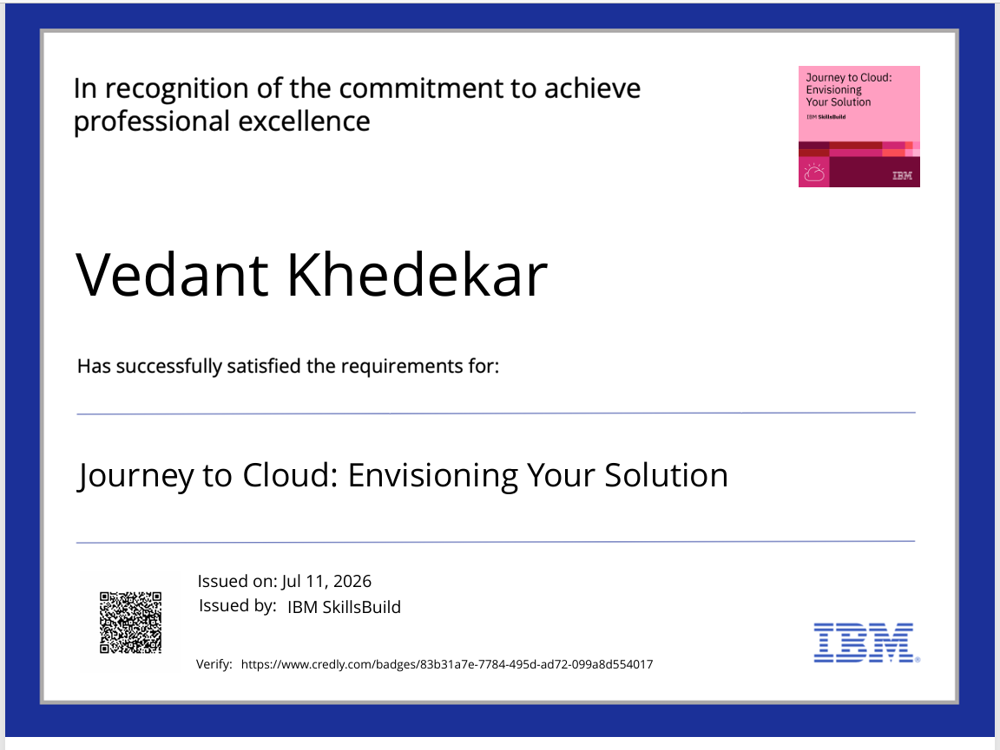 In recognition of the commitment to achieve
professional excellence
Journey to Cloud:
Envisioning
Your Solution
IBM SkillsBuild
IBM
Vedant Khedekar
Has successfully satisfied the requirements for:
Journey to Cloud: Envisioning Your Solution
Issued on: Jul 11, 2026
Issued by: IBM SkillsBuild
IBM®
Verify: https://www.credly.com/badges/83b31a7e-7784-495d-ad72-099a8d554017